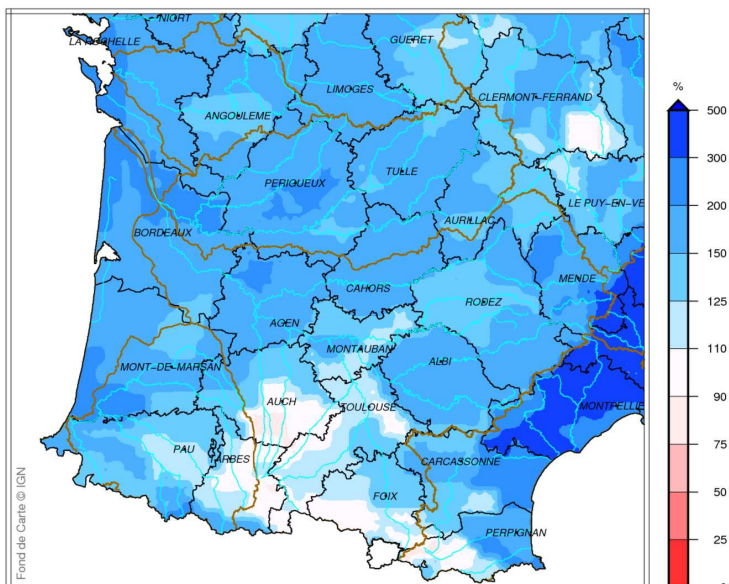 NIORT
LA ROCHELLE
GUERET
%
LIMOGES
CLERMONT-FERRAND
500
ANGOULEME
300
TULLE
PERIGUEUX
LE PUY-EN-VE
200
AURILLAC
BORDEAUX
150
MENDE
CAHORS
RODEZ
125
AGEN
MONTAUBAN
110
ALBI
MONT-DE-MARSAN
AUCH
TOULOUSE
MONTPELLIE
90
75
PAU
TARBES
CARCASSONNE
50
FOIX
PERPIGNAN
25
Fond de Carte © IGN